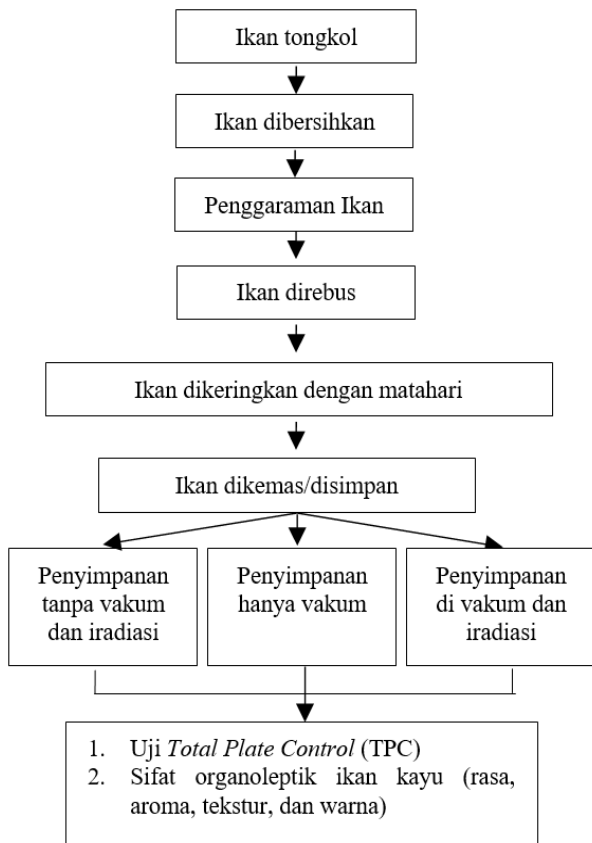 Ikan tongkol
Ikan dibersihkan
Penggaraman Ikan
Ikan direbus
Ikan dikeringkan dengan matahari
Ikan dikemas/disimpan
Penyimpanan
tanpa vakum
dan iradiasi
Penyimpanan
hanya vakum
Penyimpanan
di vakum dan
iradiasi
1. Uji Total Plate Control (TPC)
2. Sifat organoleptik ikan kayu (rasa,
aroma, tekstur, dan warna)